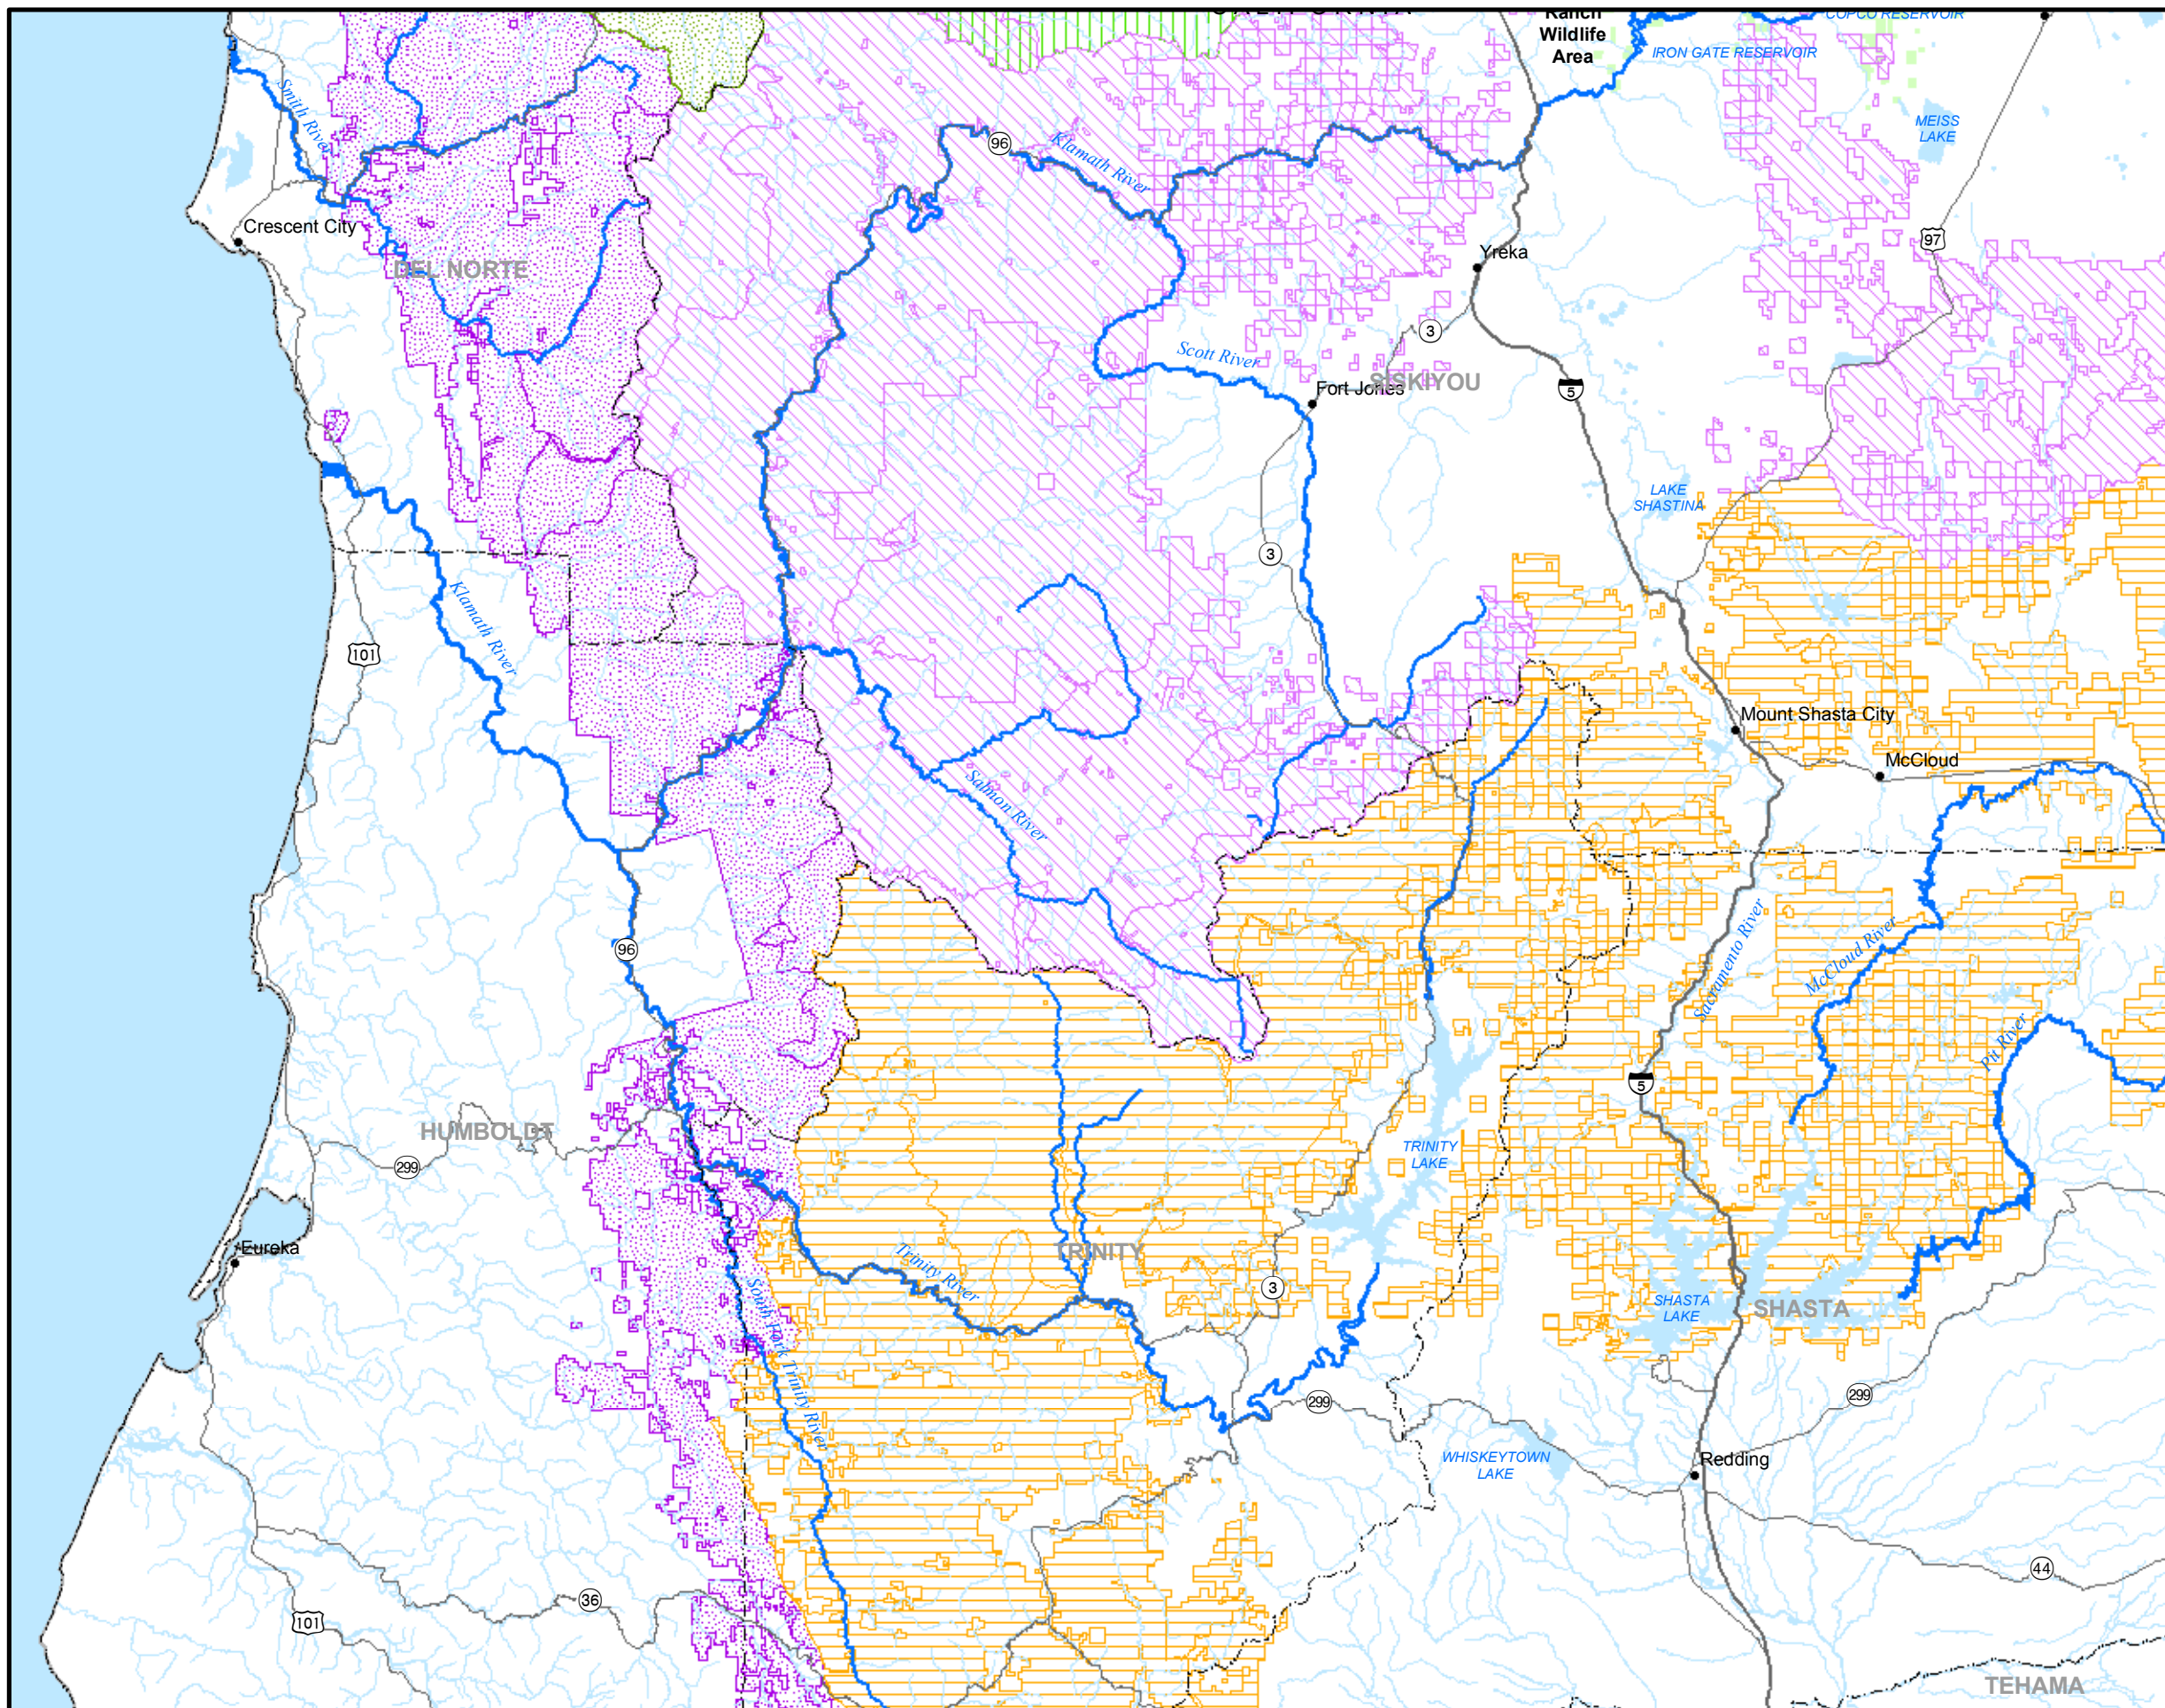 Ranch
Wildlife
Area
COPCO RESERVOIR
IRON GATE RESERVOIR
Smith River
MEISS
LAKE
96
Klamath River
Crescent City
97
Yreka
DEL NORTE
3
Scott River
SISKIYOU
Fort Jones
5
LAKE
SHASTINA
3
Klamath River
101
Mount Shasta City
McCloud
Salmon River
96
McCloud River
Sacramento River
Pit River
5
HUMBOLDT
299
TRINITY
LAKE
Eureka
TRINITY
Trinity River
3
SHASTA
LAKE
SHASTA
South Fork Trinity River
299
299
WHISKEYTOWN
LAKE
Redding
44
36
101
TEHAMA